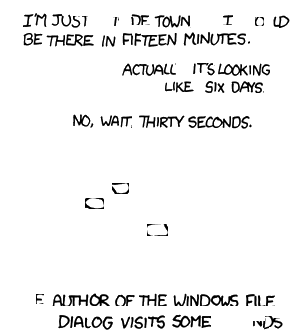 I'M JUST TOWN
BE THERE IN FIFTEEN MINUTES.
IT'S LOOKING
LIKE SIX DAYS.
NO, WAIT, THIRTY SECONDS.
AUTHOR OF THE WINDOWS FILE
DIALOG VISITS SOME